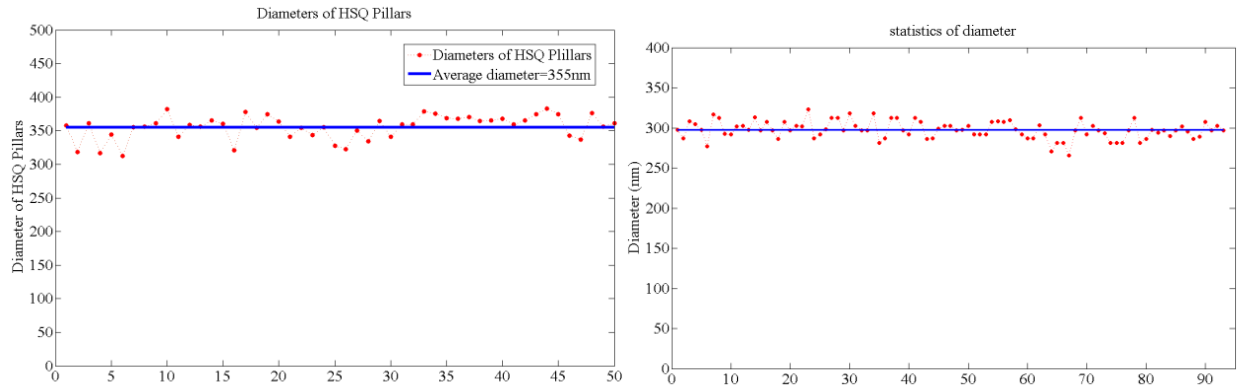 Diameters of HSQ Pillars
500
450
400
350
300
250
200
150
100
50
0
Diameter of HSQ Pillars
Diameters of HSQ Plillars
Average diameter=355nm
0 5 10 15 20 25 30 35 40 45 50
statistics of diameter
400
350
300
250
200
150
100
50
0
Diameter (nm)
0 10 20 30 40 50 60 70 80 90